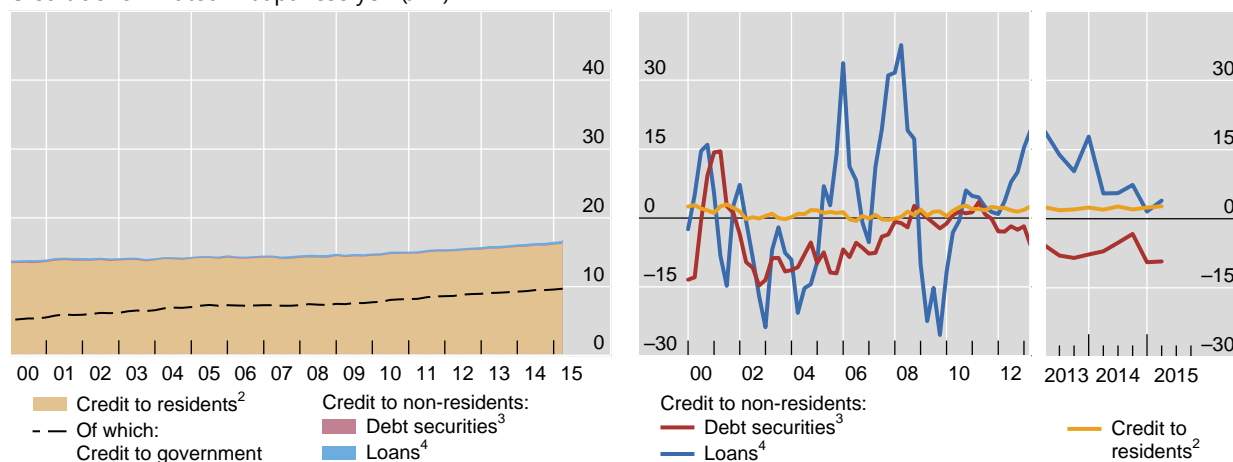 40
30
20
10
0
00 01 02 03 04 05 06 07 08 09 10 11 12 13 14 15
Credit to residents2
Of which:
Credit to government
Credit to non-residents:
Debt securities3
Loans4
30
15
0
–15
–30
00 02 04 06 08 10 12
30
15
0
–15
–30
2013 2014 2015
Credit to non-residents:
Debt securities3
Loans4
Credit to
residents2